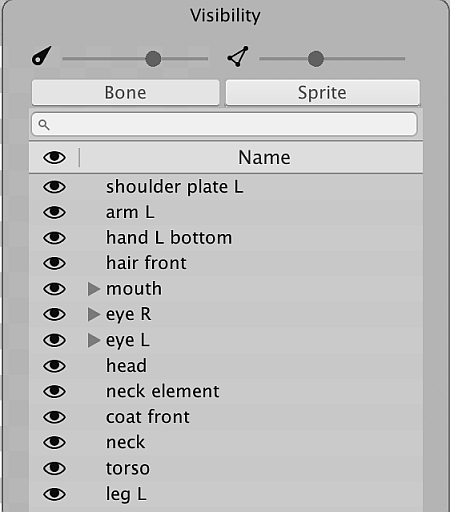 Visibility
Bone Sprite
Name
shoulder plate L
arm L
hand L bottom
hair front
mouth
eye R
eye L
head
neck element
coat front
neck
torso
leg L